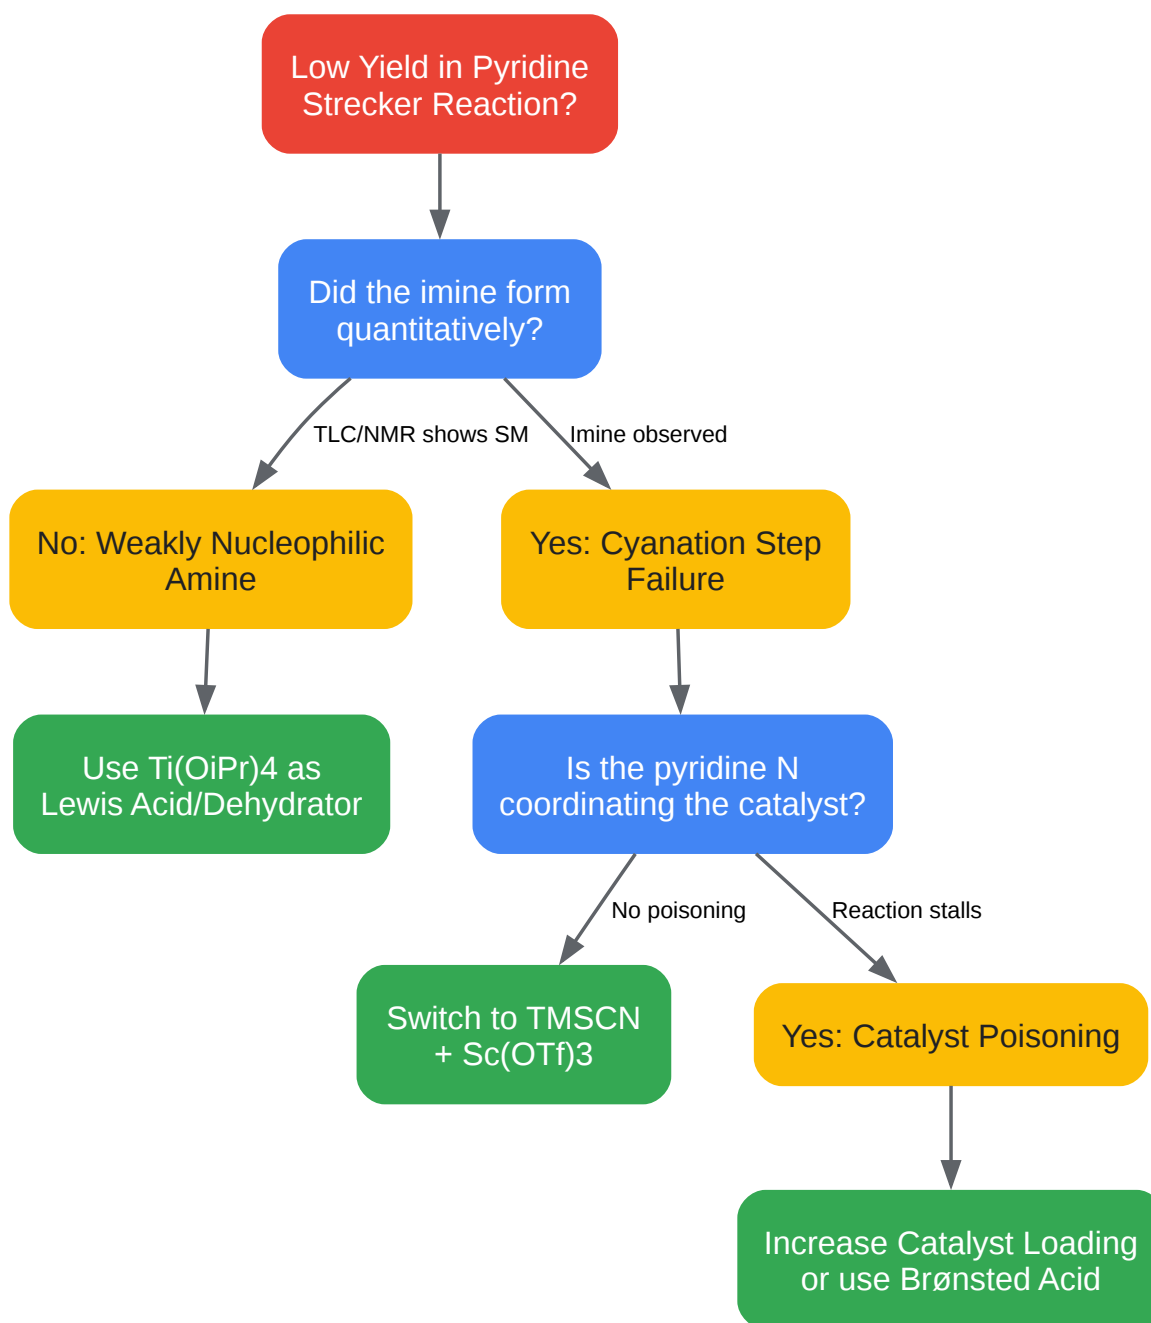 Low Yield in Pyridine
Strecker Reaction?
Did the imine form
quantitatively?
TLC/NMR shows SM
Imine observed
No: Weakly Nucleophilic
Amine
Yes: Cyanation Step
Failure
Use Ti(OiPr)4 as
Lewis Acid/Dehydrator
Is the pyridine N
coordinating the catalyst?
No poisoning
Reaction stalls
Switch to TMSCN
+ Sc(OTf)3
Yes: Catalyst Poisoning
Increase Catalyst Loading
or use Brønsted Acid